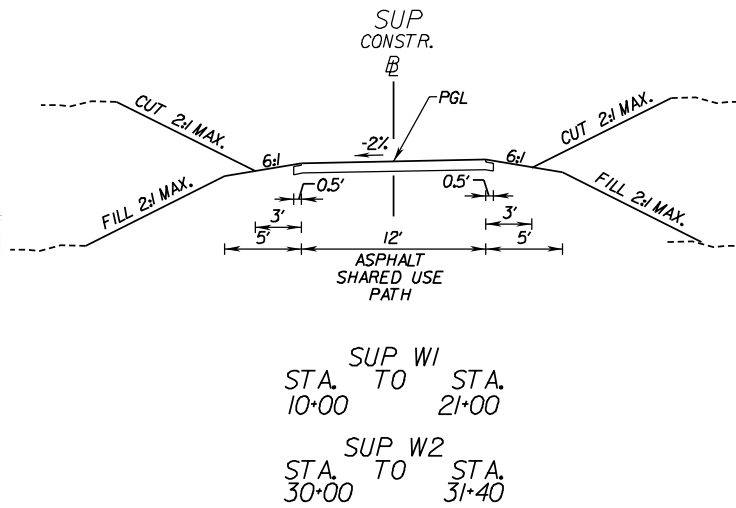 SUP
CONSTR.
BL
PGL
CUT 2:1 MAX.
CUT 2:1 MAX.
-2%
6:1
6:1
FILL 2:1 MAX.
FILL 2:1 MAX.
0.5'
0.5'
3'
3'
5'
12'
5'
ASPHALT
SHARED USE
PATH
SUP W1
STA. TO STA.
10+00 21+00
SUP W2
STA. TO STA.
30+00 31+40